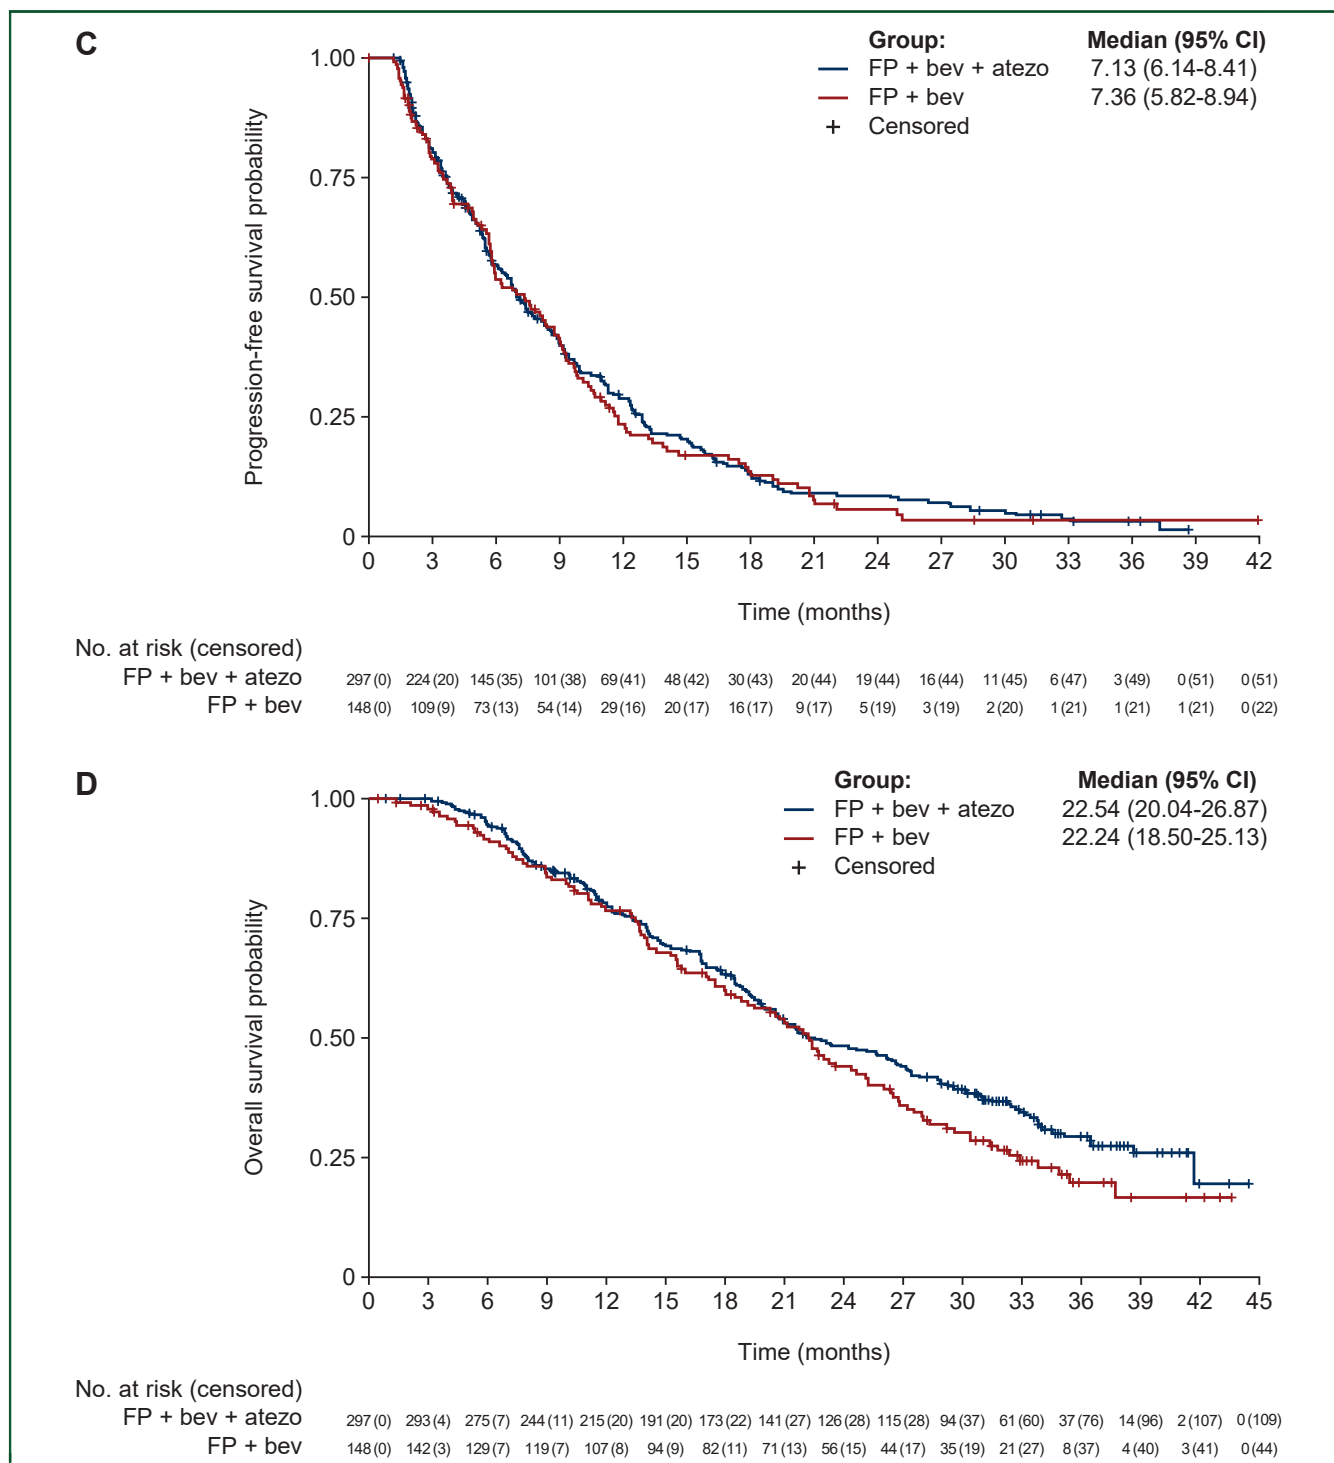 C
Group: Median (95% CI)
FP + bev + atezo 7.13 (6.14-8.41)
FP + bev 7.36 (5.82-8.94)
+ Censored
Progression-free survival probability
1.00
0.75
0.50
0.25
0
0 3 6 9 12 15 18 21 24 27 30 33 36 39 42
Time (months)
No. at risk (censored)
FP + bev + atezo 297 (0) 224 (20) 145 (35) 101 (38) 69 (41) 48 (42) 30 (43) 20 (44) 19 (44) 16 (44) 11 (45) 6 (47) 3 (49) 0 (51) 0 (51)
FP + bev 148 (0) 109 (9) 73 (13) 54 (14) 29 (16) 20 (17) 16 (17) 9 (17) 5 (19) 3 (19) 2 (20) 1 (21) 1 (21) 1 (21) 0 (22)
D
Group: Median (95% CI)
FP + bev + atezo 22.54 (20.04-26.87)
FP + bev 22.24 (18.50-25.13)
+ Censored
Overall survival probability
1.00
0.75
0.50
0.25
0
0 3 6 9 12 15 18 21 24 27 30 33 36 39 42 45
Time (months)
No. at risk (censored)
FP + bev + atezo 297 (0) 293 (4) 275 (7) 244 (11) 215 (20) 191 (20) 173 (22) 141 (27) 126 (28) 115 (28) 94 (37) 61 (60) 37 (76) 14 (96) 2 (107) 0 (109)
FP + bev 148 (0) 142 (3) 129 (7) 119 (7) 107 (8) 94 (9) 82 (11) 71 (13) 56 (15) 44 (17) 35 (19) 21 (27) 8 (37) 4 (40) 3 (41) 0 (44)